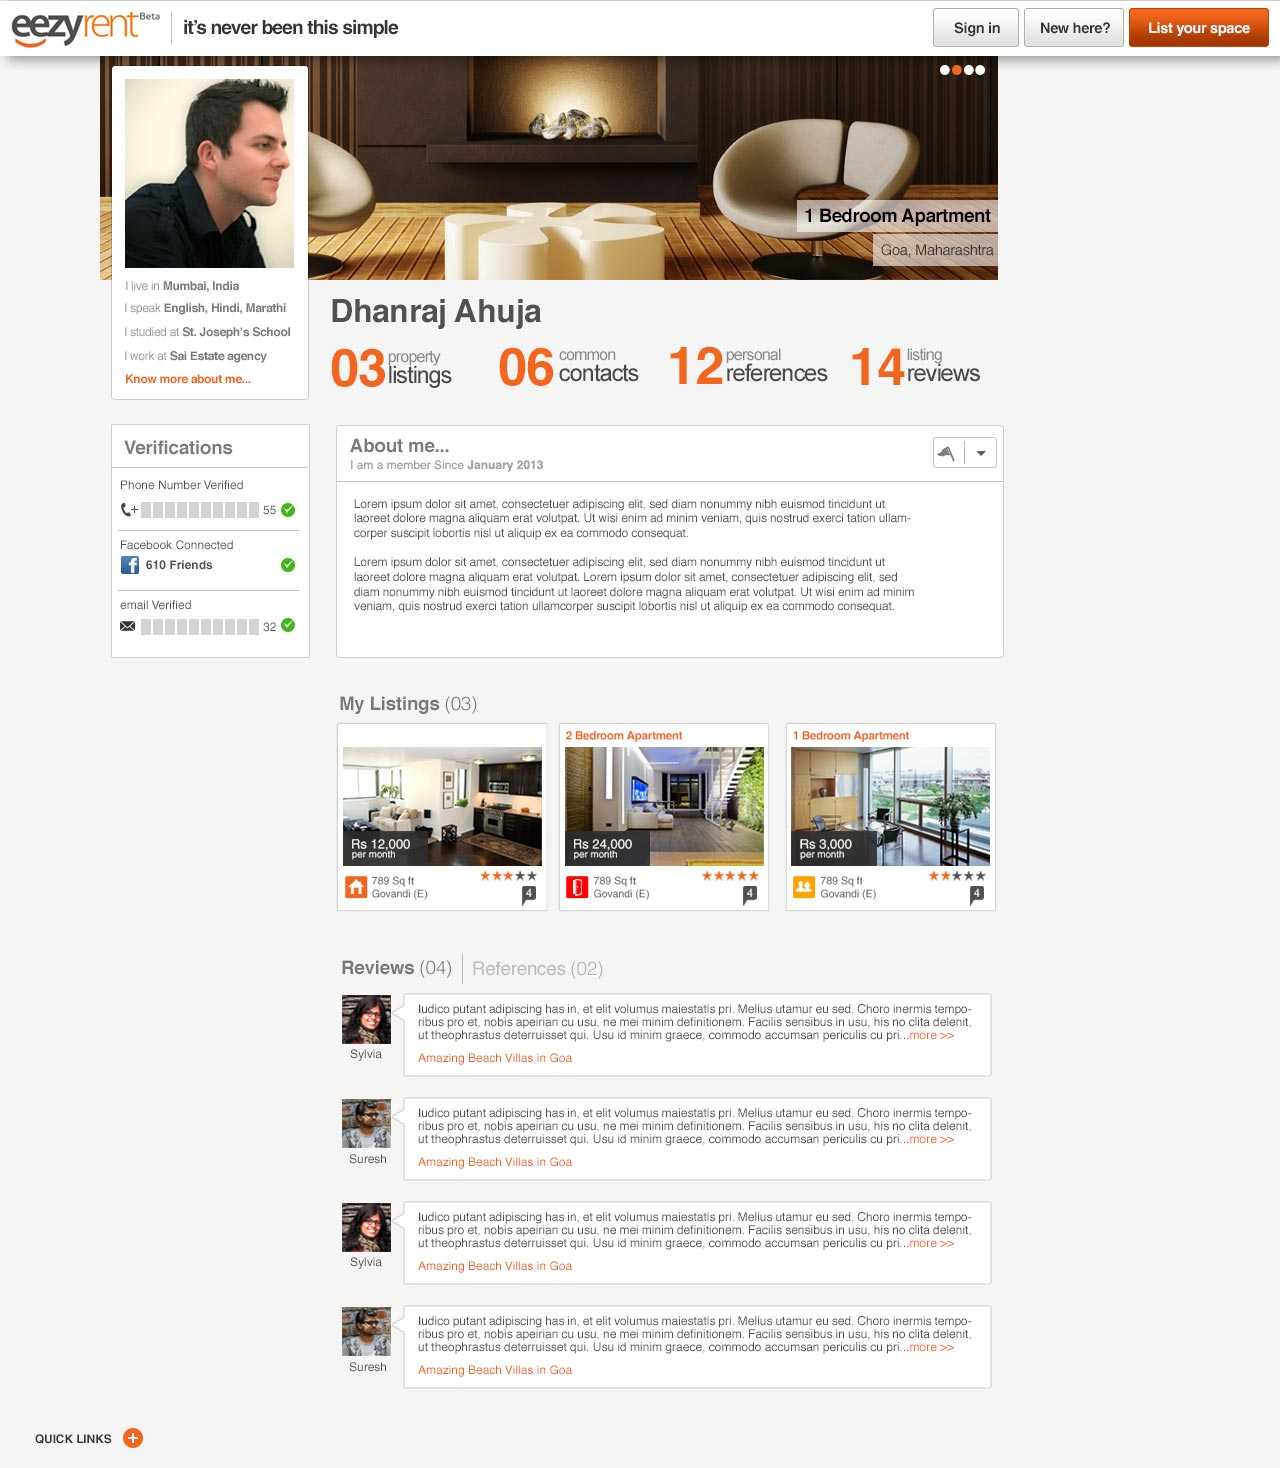 eezyrent Beta
it's never been this simple
Sign in
New here?
List your space
1 Bedroom Apartment
Goa, Maharashtra
I live in Mumbai, India
I speak English, Hindi, Marathi
I studied at St. Joseph's School
I work at Sai Estate agency
Know more about me...
Dhanraj Ahuja
03 property listings
06 common contacts
12 personal references
14 listing reviews
Verifications
Phone Number Verified
55
Facebook Connected
610 Friends
email Verified
32
About me...
I am a member Since January 2013
Lorem ipsum dolor sit amet, consectetuer adipiscing elit, sed diam nonummy nibh euismod tincidunt ut
laoreet dolore magna aliquam erat volutpat. Ut wisi enim ad minim veniam, quis nostrud exerci tation ullam-
corper suscipit lobortis nisl ut aliquip ex ea commodo consequat.
Lorem ipsum dolor sit amet, consectetuer adipiscing elit, sed diam nonummy nibh euismod tincidunt ut
laoreet dolore magna aliquam erat volutpat. Lorem ipsum dolor sit amet, consectetuer adipiscing elit, sed
diam nonummy nibh euismod tincidunt ut laoreet dolore magna aliquam erat volutpat. Ut wisi enim ad minim
veniam, quis nostrud exerci tation ullamcorper suscipit lobortis nisl ut aliquip ex ea commodo consequat.
My Listings (03)
Rs 12,000
per month
789 Sq ft
Govandi (E)
4
2 Bedroom Apartment
Rs 24,000
per month
789 Sq ft
Govandi (E)
4
1 Bedroom Apartment
Rs 3,000
per month
789 Sq ft
Govandi (E)
4
Reviews (04)
References (02)
Sylvia
Iudico putant adipiscing has in, et elit volumus maiestatis pri. Melius utamur eu sed. Choro inermis tempo-
ribus pro et, nobis apeirian cu usu, ne mei minim definitionem. Facilis sensibus in usu, his no clita delenit,
ut theophrastus deterruisset qui. Usu id minim graece, commodo accumsan periculis cu pri...more >>
Amazing Beach Villas in Goa
Suresh
Iudico putant adipiscing has in, et elit volumus maiestatis pri. Melius utamur eu sed. Choro inermis tempo-
ribus pro et, nobis apeirian cu usu, ne mei minim definitionem. Facilis sensibus in usu, his no clita delenit,
ut theophrastus deterruisset qui. Usu id minim graece, commodo accumsan periculis cu pri...more >>
Amazing Beach Villas in Goa
Sylvia
Iudico putant adipiscing has in, et elit volumus maiestatis pri. Melius utamur eu sed. Choro inermis tempo-
ribus pro et, nobis apeirian cu usu, ne mei minim definitionem. Facilis sensibus in usu, his no clita delenit,
ut theophrastus deterruisset qui. Usu id minim graece, commodo accumsan periculis cu pri...more >>
Amazing Beach Villas in Goa
Suresh
Iudico putant adipiscing has in, et elit volumus maiestatis pri. Melius utamur eu sed. Choro inermis tempo-
ribus pro et, nobis apeirian cu usu, ne mei minim definitionem. Facilis sensibus in usu, his no clita delenit,
ut theophrastus deterruisset qui. Usu id minim graece, commodo accumsan periculis cu pri...more >>
Amazing Beach Villas in Goa
QUICK LINKS